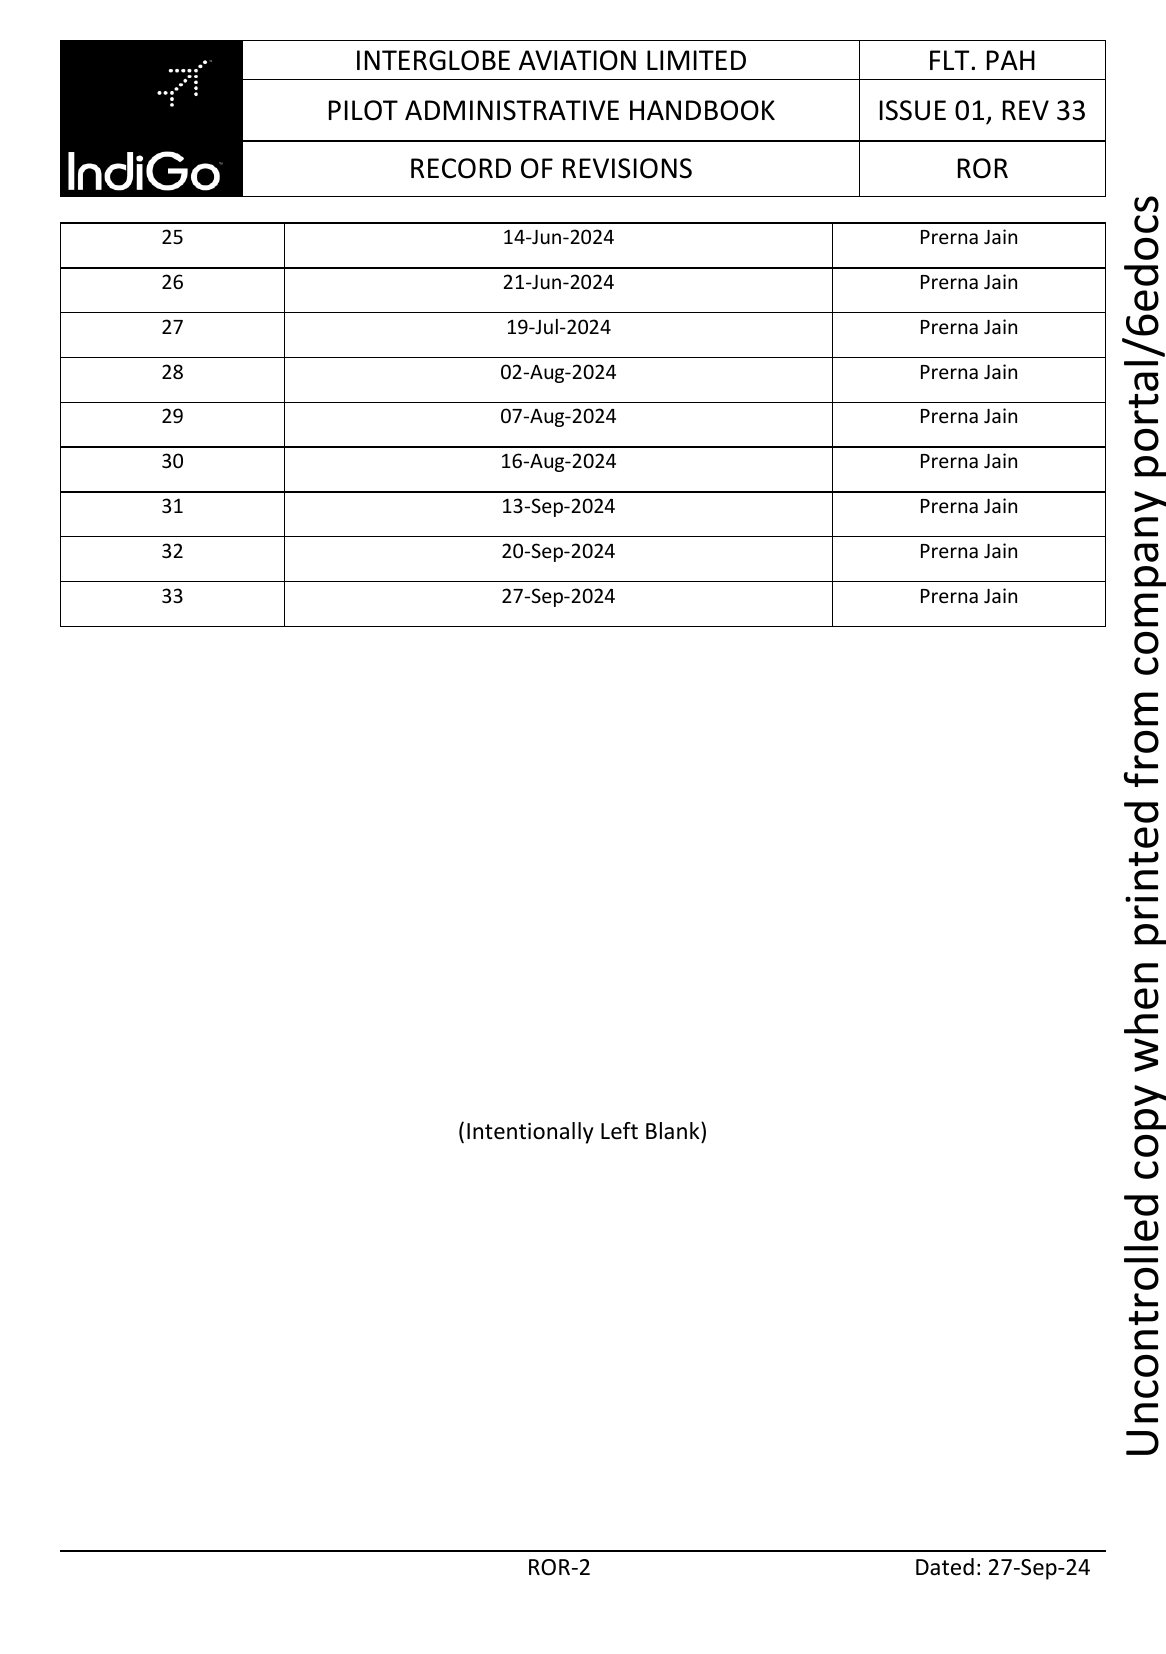 INTERGLOBE AVIATION LIMITED
FLT. PAH
PILOT ADMINISTRATIVE HANDBOOK
ISSUE 01, REV 33
IndiGo
RECORD OF REVISIONS
ROR
25 14-Jun-2024 Prerna Jain
26 21-Jun-2024 Prerna Jain
27 19-Jul-2024 Prerna Jain
28 02-Aug-2024 Prerna Jain
29 07-Aug-2024 Prerna Jain
30 16-Aug-2024 Prerna Jain
31 13-Sep-2024 Prerna Jain
32 20-Sep-2024 Prerna Jain
33 27-Sep-2024 Prerna Jain
(Intentionally Left Blank)
Uncontrolled copy when printed from company portal/6edocs
ROR-2 Dated: 27-Sep-24